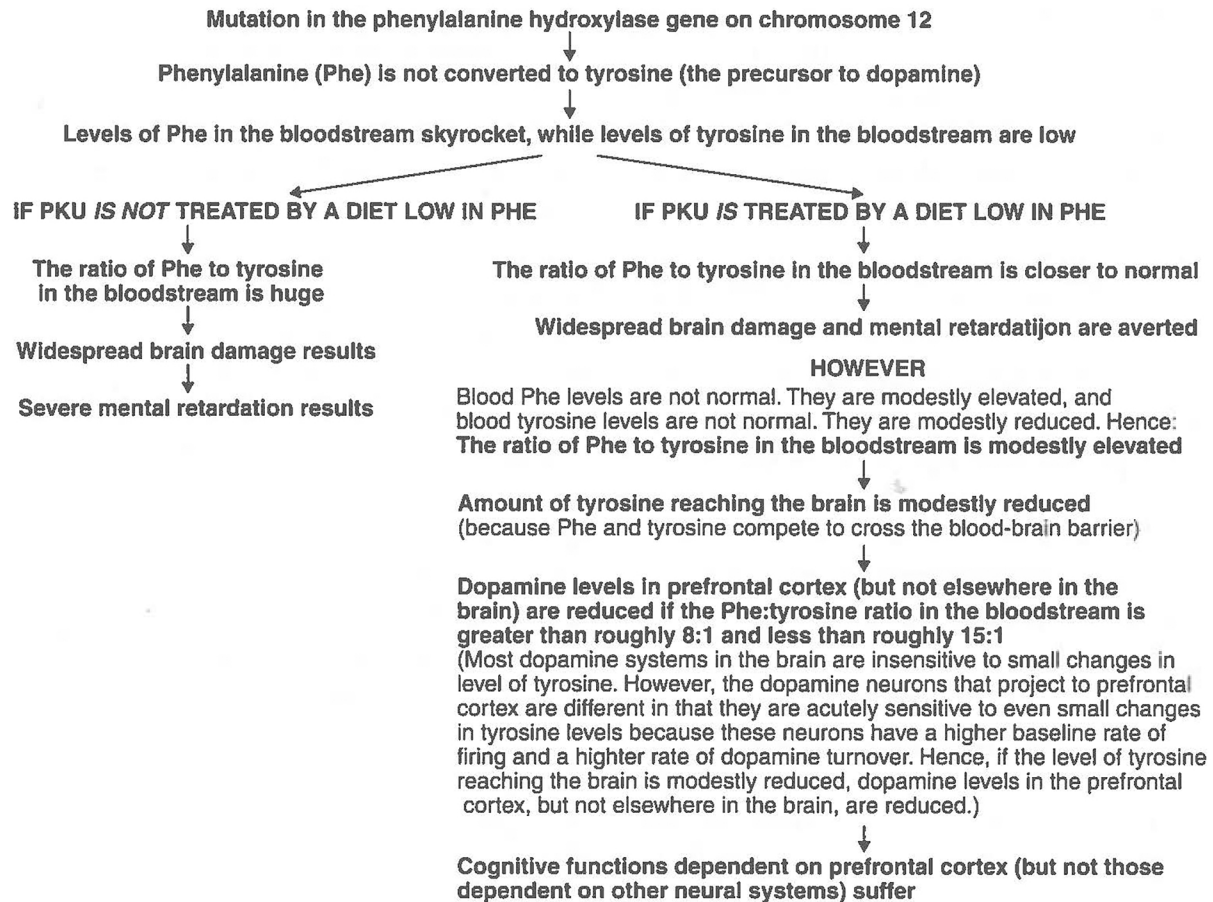 Mutation in the phenylalanine hydroxylase gene on chromosome 12
Phenylalanine (Phe) is not converted to tyrosine (the precursor to dopamine)
Levels of Phe in the bloodstream skyrocket, while levels of tyrosine in the bloodstream are low
IF PKU IS NOT TREATED BY A DIET LOW IN PHE
The ratio of Phe to tyrosine
in the bloodstream is huge
Widespread brain damage results
Severe mental retardation results
IF PKU IS TREATED BY A DIET LOW IN PHE
The ratio of Phe to tyrosine in the bloodstream is closer to normal
Widespread brain damage and mental retardatijon are averted
HOWEVER
Blood Phe levels are not normal. They are modestly elevated, and
blood tyrosine levels are not normal. They are modestly reduced. Hence:
The ratio of Phe to tyrosine in the bloodstream is modestly elevated
Amount of tyrosine reaching the brain is modestly reduced
(because Phe and tyrosine compete to cross the blood-brain barrier)
Dopamine levels in prefrontal cortex (but not elsewhere in the
brain) are reduced if the Phe:tyrosine ratio in the bloodstream is
greater than roughly 8:1 and less than roughly 15:1
(Most dopamine systems in the brain are insensitive to small changes in
level of tyrosine. However, the dopamine neurons that project to prefrontal
cortex are different in that they are acutely sensitive to even small changes
in tyrosine levels because these neurons have a higher baseline rate of
firing and a highter rate of dopamine turnover. Hence, if the level of tyrosine
reaching the brain is modestly reduced, dopamine levels in the prefrontal
cortex, but not elsewhere in the brain, are reduced.)
Cognitive functions dependent on prefrontal cortex (but not those
dependent on other neural systems) suffer